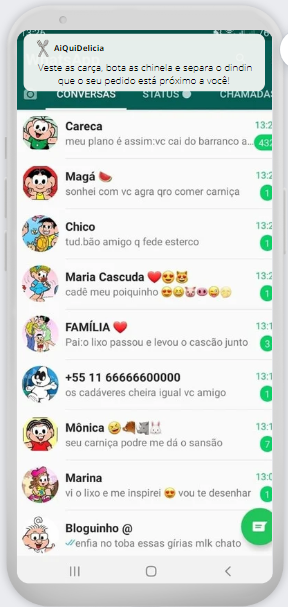 13:26
76
AiQuiDelicia
Veste as carça, bota as chinela e separa o dindin
que o seu pedido está próximo a você!
CONVERSAS STATUS CHAMADAS
Careca 13:2
meu plano é assim:vc cai do barranco a... 432
Magá 🍉 13:2
sonhei com vc agra qro comer carniça 1
Chico 13:2
tud.bão amigo q fede esterco 1
Maria Cascuda ❤️😍😻 13:2
cadê meu poiquinho 😍😆🐷🐽😝🌝 1
FAMÍLIA ❤️ 13:1
Pai:o lixo passou e levou o cascão junto 3
+55 11 66666600000 13:1
os cadáveres cheira igual vc amigo 1
Mônica 🤣🍖🐺🐰 13:1
seu carniça podre me dá o sansão 7
Marina 13:0
vi o lixo e me inspirei 😍 vou te desenhar 1
Bloguinho @
enfia no toba essas gírias mlk chato